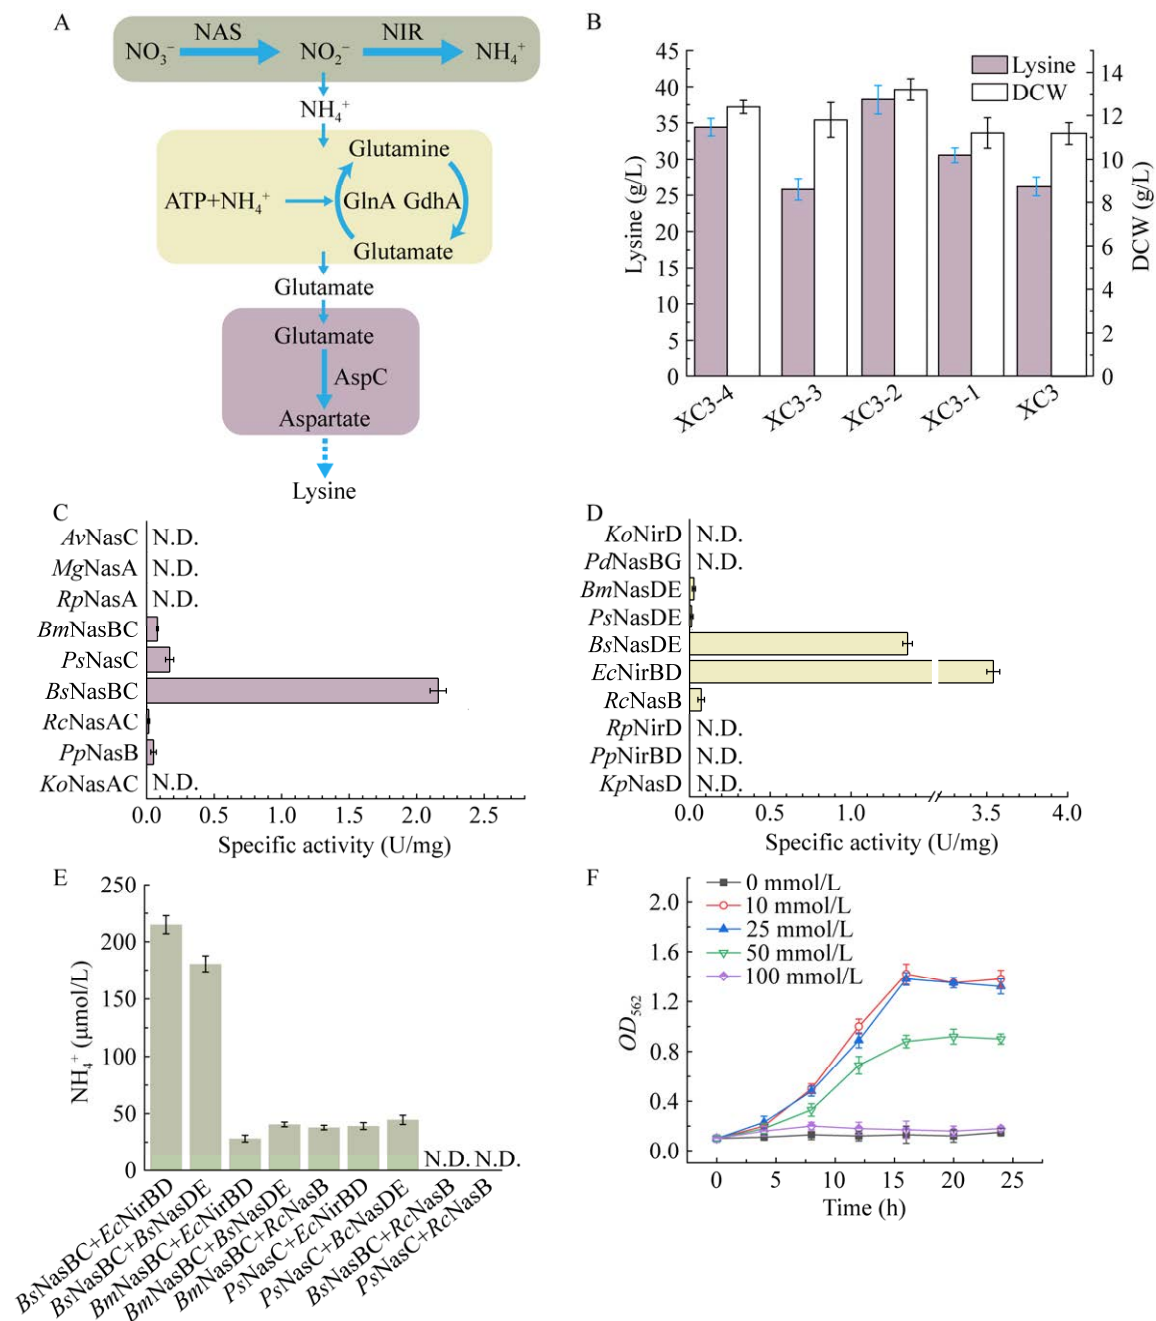 A
NAS
NIR
NO₃⁻
NO₂⁻
NH₄⁺
NH₄⁺
Glutamine
ATP+NH₄⁺
GlnA GdhA
Glutamate
Glutamate
Glutamate
AspC
Aspartate
Lysine
B
Lysine
DCW
45
40
35
30
25
20
15
10
5
0
Lysine (g/L)
14
12
10
8
6
4
2
0
DCW (g/L)
XC3-4
XC3-3
XC3-2
XC3-1
XC3
C
AvNasC N.D.
MgNasA N.D.
RpNasA N.D.
BmNasBC
PsNasC
BsNasBC
RcNasAC
PpNasB
KoNasAC N.D.
0.0 0.5 1.0 1.5 2.0 2.5
Specific activity (U/mg)
D
KoNirD N.D.
PdNasBG N.D.
BmNasDE
PsNasDE
BsNasDE
EcNirBD
RcNasB
RpNirD N.D.
PpNirBD N.D.
KpNasD N.D.
0.0 1.0 3.5 4.0
Specific activity (U/mg)
E
250
200
150
100
50
0
NH₄⁺ (μmol/L)
N.D. N.D.
BsNasBC+EcNirBD
BsNasBC+BsNasDE
BmNasBC+EcNirBD
BmNasBC+BsNasDE
BmNasBC+RcNasB
PsNasC+EcNirBD
PsNasC+BcNasDE
BsNasBC+RcNasB
PsNasC+RcNasB
F
0 mmol/L
10 mmol/L
25 mmol/L
50 mmol/L
100 mmol/L
2.0
1.6
1.2
0.8
0.4
0.0
OD₅₆₂
0 5 10 15 20 25
Time (h)